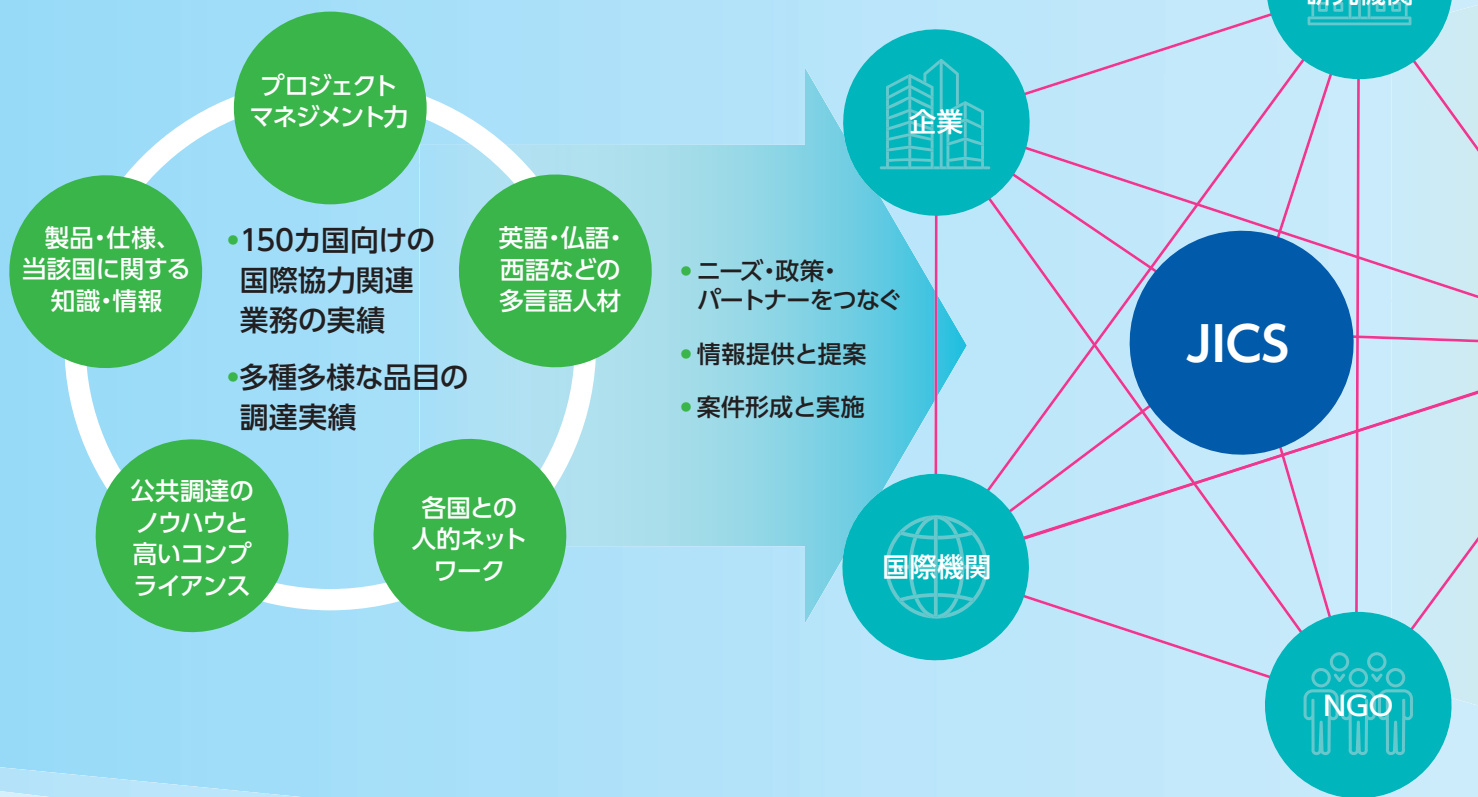 プロジェクト
マネジメント力
製品・仕様、
当該国に関する
知識・情報
英語・仏語・
西語などの
多言語人材
公共調達の
ノウハウと
高いコンプ
ライアンス
各国との
人的ネット
ワーク
•150カ国向けの
国際協力関連
業務の実績
•多種多様な品目の
調達実績
•ニーズ・政策・
パートナーをつなぐ
•情報提供と提案
•案件形成と実施
研究機関
企業
JICS
国際機関
NGO